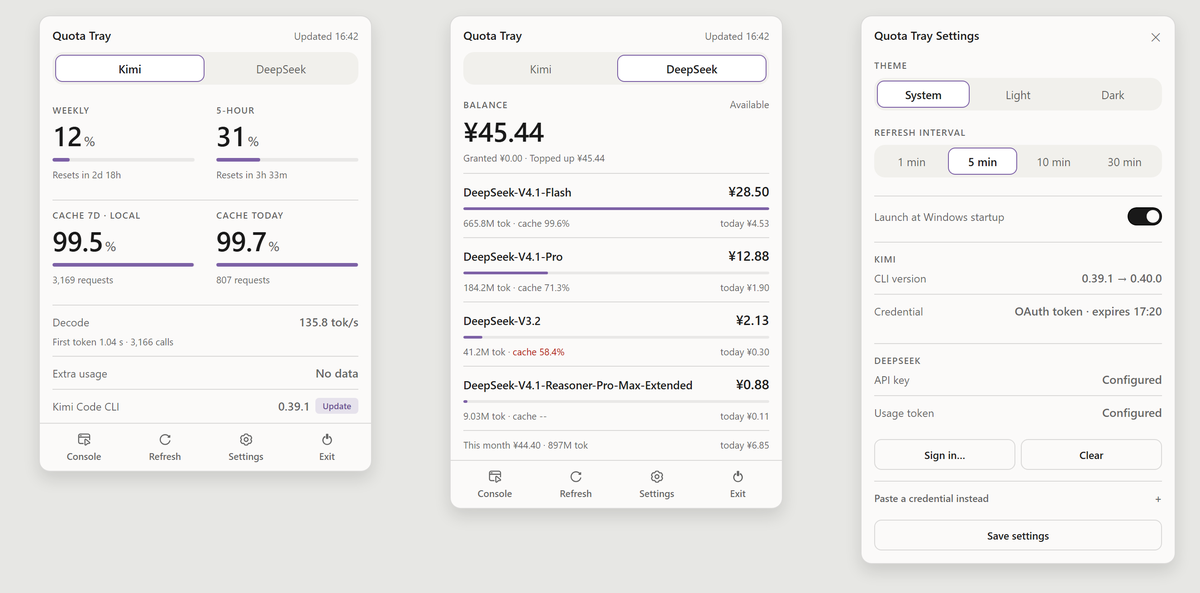 Quota Tray
Updated 16:42
Kimi
DeepSeek
WEEKLY
5-HOUR
12%
31%
Resets in 2d 18h
Resets in 3h 33m
CACHE 7D · LOCAL
CACHE TODAY
99.5%
99.7%
3,169 requests
807 requests
Decode
135.8 tok/s
First token 1.04 s · 3,166 calls
Extra usage
No data
Kimi Code CLI
0.39.1
Update
Console
Refresh
Settings
Exit
Quota Tray
Updated 16:42
Kimi
DeepSeek
BALANCE
Available
¥45.44
Granted ¥0.00 · Topped up ¥45.44
DeepSeek-V4.1-Flash
¥28.50
665.8M tok · cache 99.6%
today ¥4.53
DeepSeek-V4.1-Pro
¥12.88
184.2M tok · cache 71.3%
today ¥1.90
DeepSeek-V3.2
¥2.13
41.2M tok · cache 58.4%
today ¥0.30
DeepSeek-V4.1-Reasoner-Pro-Max-Extended
¥0.88
9.03M tok · cache --
today ¥0.11
This month ¥44.40 · 897M tok
today ¥6.85
Console
Refresh
Settings
Exit
Quota Tray Settings
THEME
System
Light
Dark
REFRESH INTERVAL
1 min
5 min
10 min
30 min
Launch at Windows startup
KIMI
CLI version
0.39.1 → 0.40.0
Credential
OAuth token · expires 17:20
DEEPSEEK
API key
Configured
Usage token
Configured
Sign in...
Clear
Paste a credential instead
+
Save settings